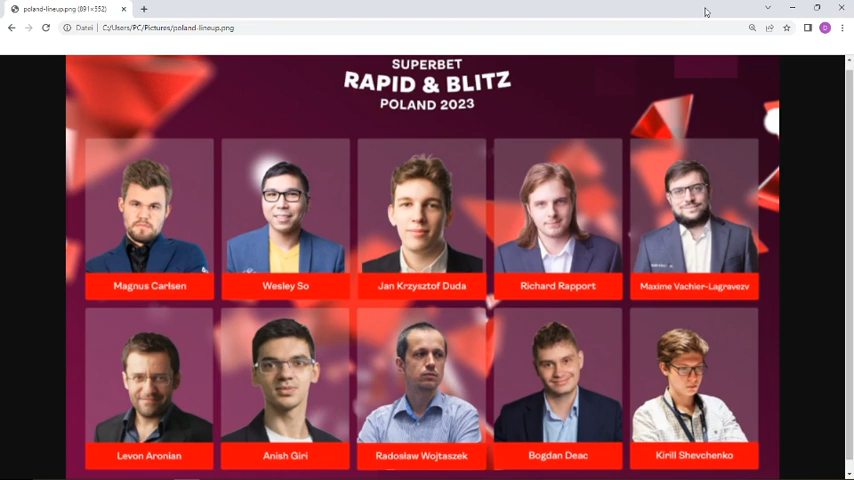 poland-lineup.png (891×552)
Datei | C:/Users/PC/Pictures/poland-lineup.png
D
SUPERBET
RAPID & BLITZ
POLAND 2023
Magnus Carlsen
Wesley So
Jan Krzysztof Duda
Richard Rapport
Maxime Vachier-Lagravezv
Levon Aronian
Anish Giri
Radosław Wojtaszek
Bogdan Deac
Kirill Shevchenko